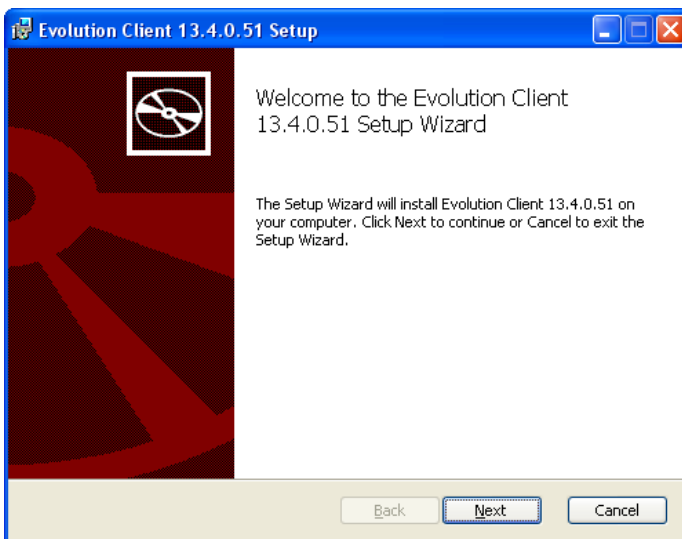 Evolution Client 13.4.0.51 Setup
Welcome to the Evolution Client
13.4.0.51 Setup Wizard
The Setup Wizard will install Evolution Client 13.4.0.51 on
your computer. Click Next to continue or Cancel to exit the
Setup Wizard.
Back Next Cancel